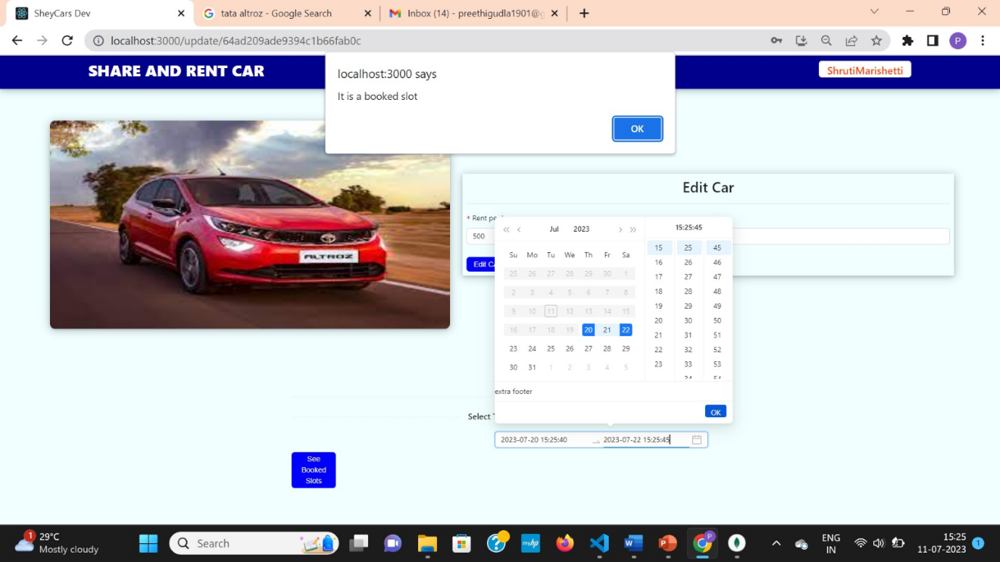 SheyCars Dev
tata altroz - Google Search
Inbox (14) - preethigudla1901@g
localhost:3000/update/64ad209ade9394c1b66fab0c
P
SHARE AND RENT CAR
ShrutiMarishetti
localhost:3000 says
It is a booked slot
OK
ALTROZ
Edit Car
* Rent pe
500
Edit C
Jul 2023
15:25:45
Su Mo Tu We Th Fr Sa
25 26 27 28 29 30 1
2 3 4 5 6 7 8
9 10 11 12 13 14 15
16 17 18 19 20 21 22
23 24 25 26 27 28 29
30 31 1 2 3 4 5
15 25 45
16 26 46
17 27 47
18 28 48
19 29 49
20 30 50
21 31 51
22 32 52
23 33 53
34 54
extra footer
OK
Select
2023-07-20 15:25:40 2023-07-22 15:25:45
See
Booked
Slots
1
29°C
Mostly cloudy
Search
myhp
P
ENG
IN
15:25
11-07-2023
1